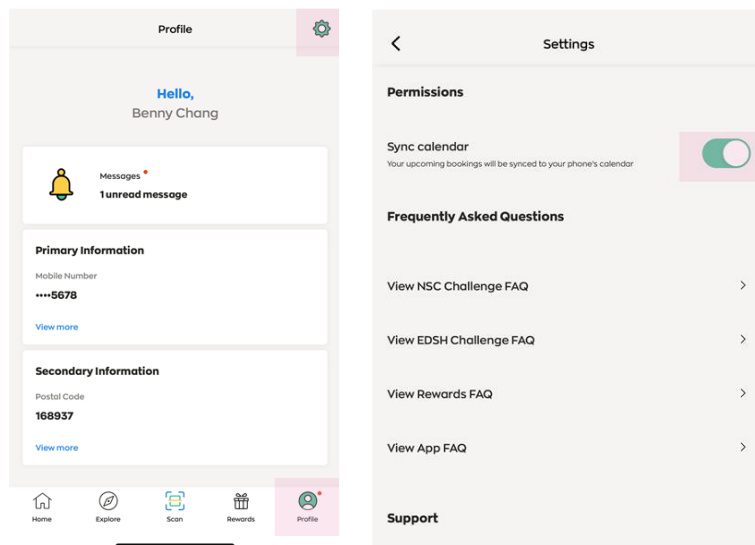 Profile
Hello,
Benny Chang
Messages
1 unread message
Primary Information
Mobile Number
••••5678
View more
Secondary Information
Postal Code
168937
View more
Home
Explore
Scan
Rewards
Profile
Settings
Permissions
Sync calendar
Your upcoming bookings will be synced to your phone's calendar
Frequently Asked Questions
View NSC Challenge FAQ
View EDSH Challenge FAQ
View Rewards FAQ
View App FAQ
Support